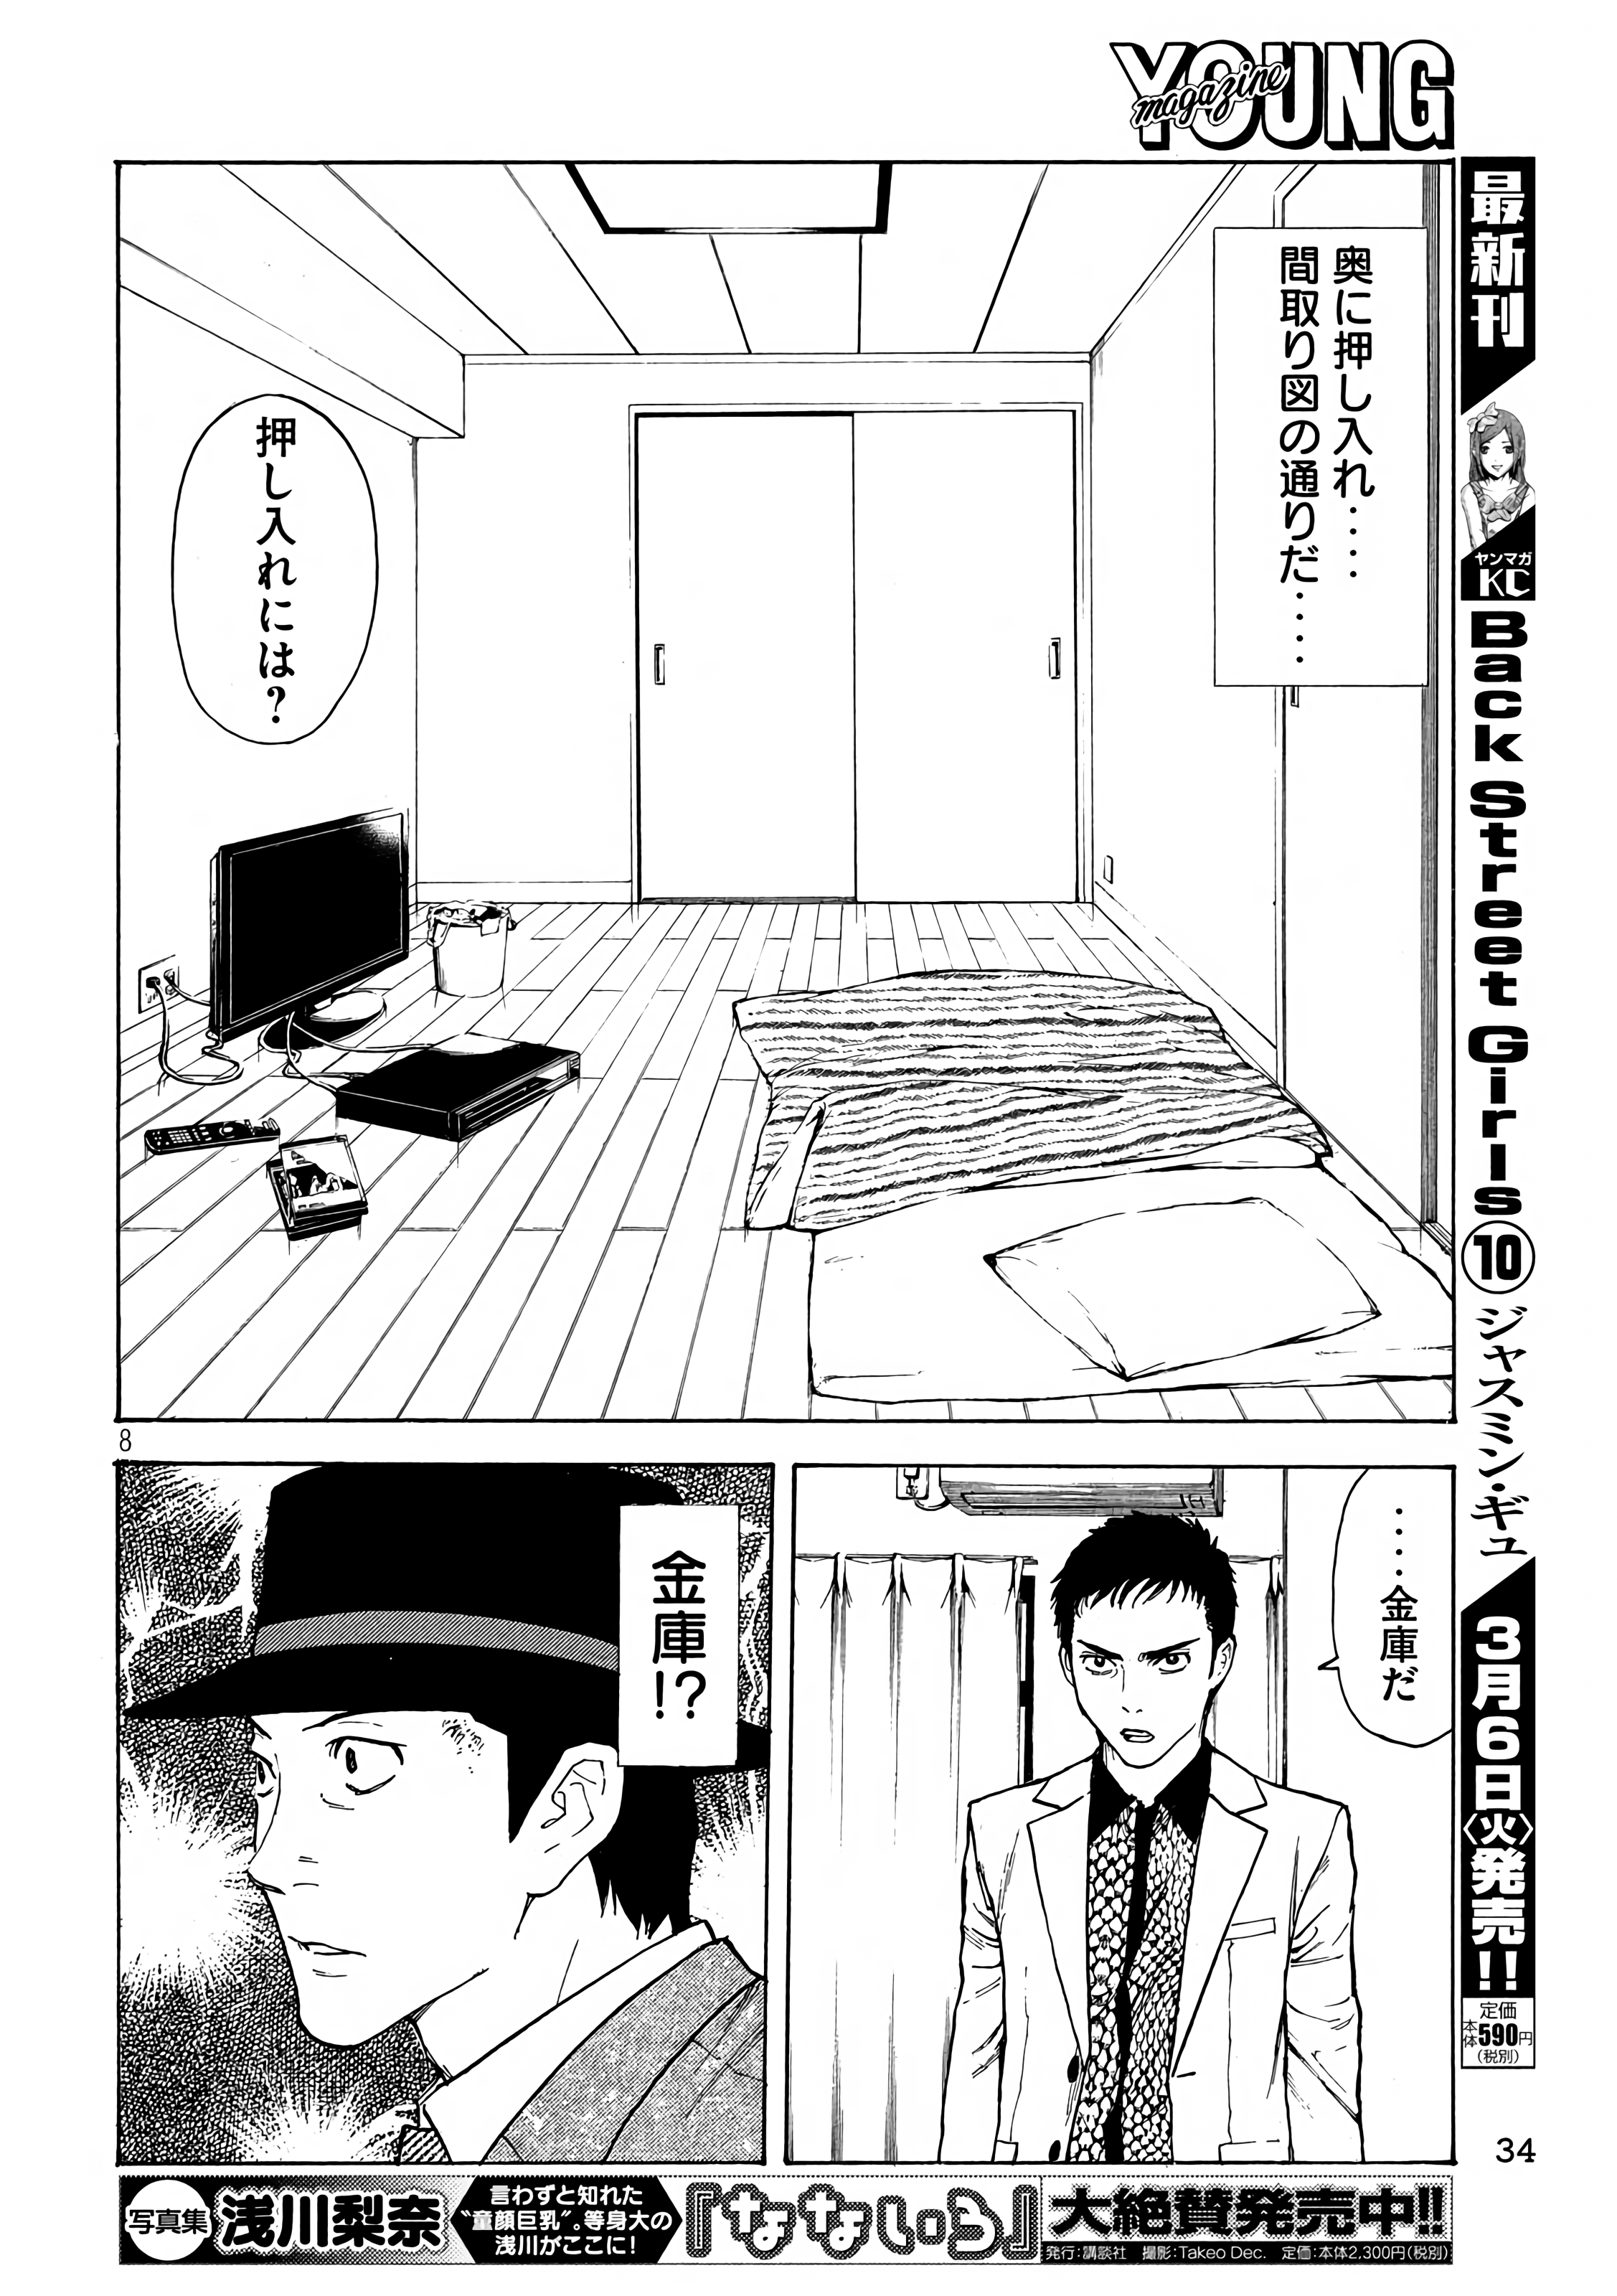 YOUNG
magazine
奥に押し入れ‥‥
間取り図の通りだ‥‥
押し入れには?
‥‥金庫だ
金庫!?
8
最新刊
ヤンマガ
KC
Back Street Girls⑩
ジャスミン・ギュ
3月6日〈火〉発売!!
定価
本体590円
(税別)
34
写真集
浅川梨奈
言わずと知れた
“童顔巨乳”。等身大の
浅川がここに!
『なないろ』
大絶賛発売中!!
発行:講談社 撮影:Takeo Dec. 定価:本体2,300円(税別)